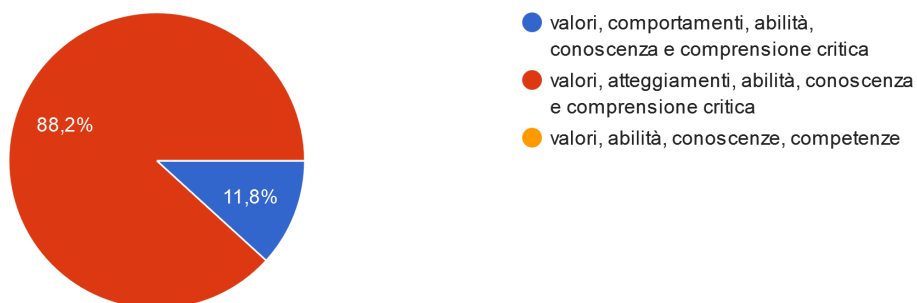 valori, comportamenti, abilità,
conoscenza e comprensione critica
valori, atteggiamenti, abilità, conoscenza
e comprensione critica
valori, abilità, conoscenze, competenze
88,2%
11,8%